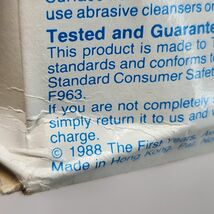 use abrasive cleansers or
Tested and Guarante
This product is made to
standards and conforms to
Standard Consumer Safet
F963.
If you are not completely
simply return it to us and w
charge.
© 1988 The First Years, A
Made in Hong Kong. Pat. No